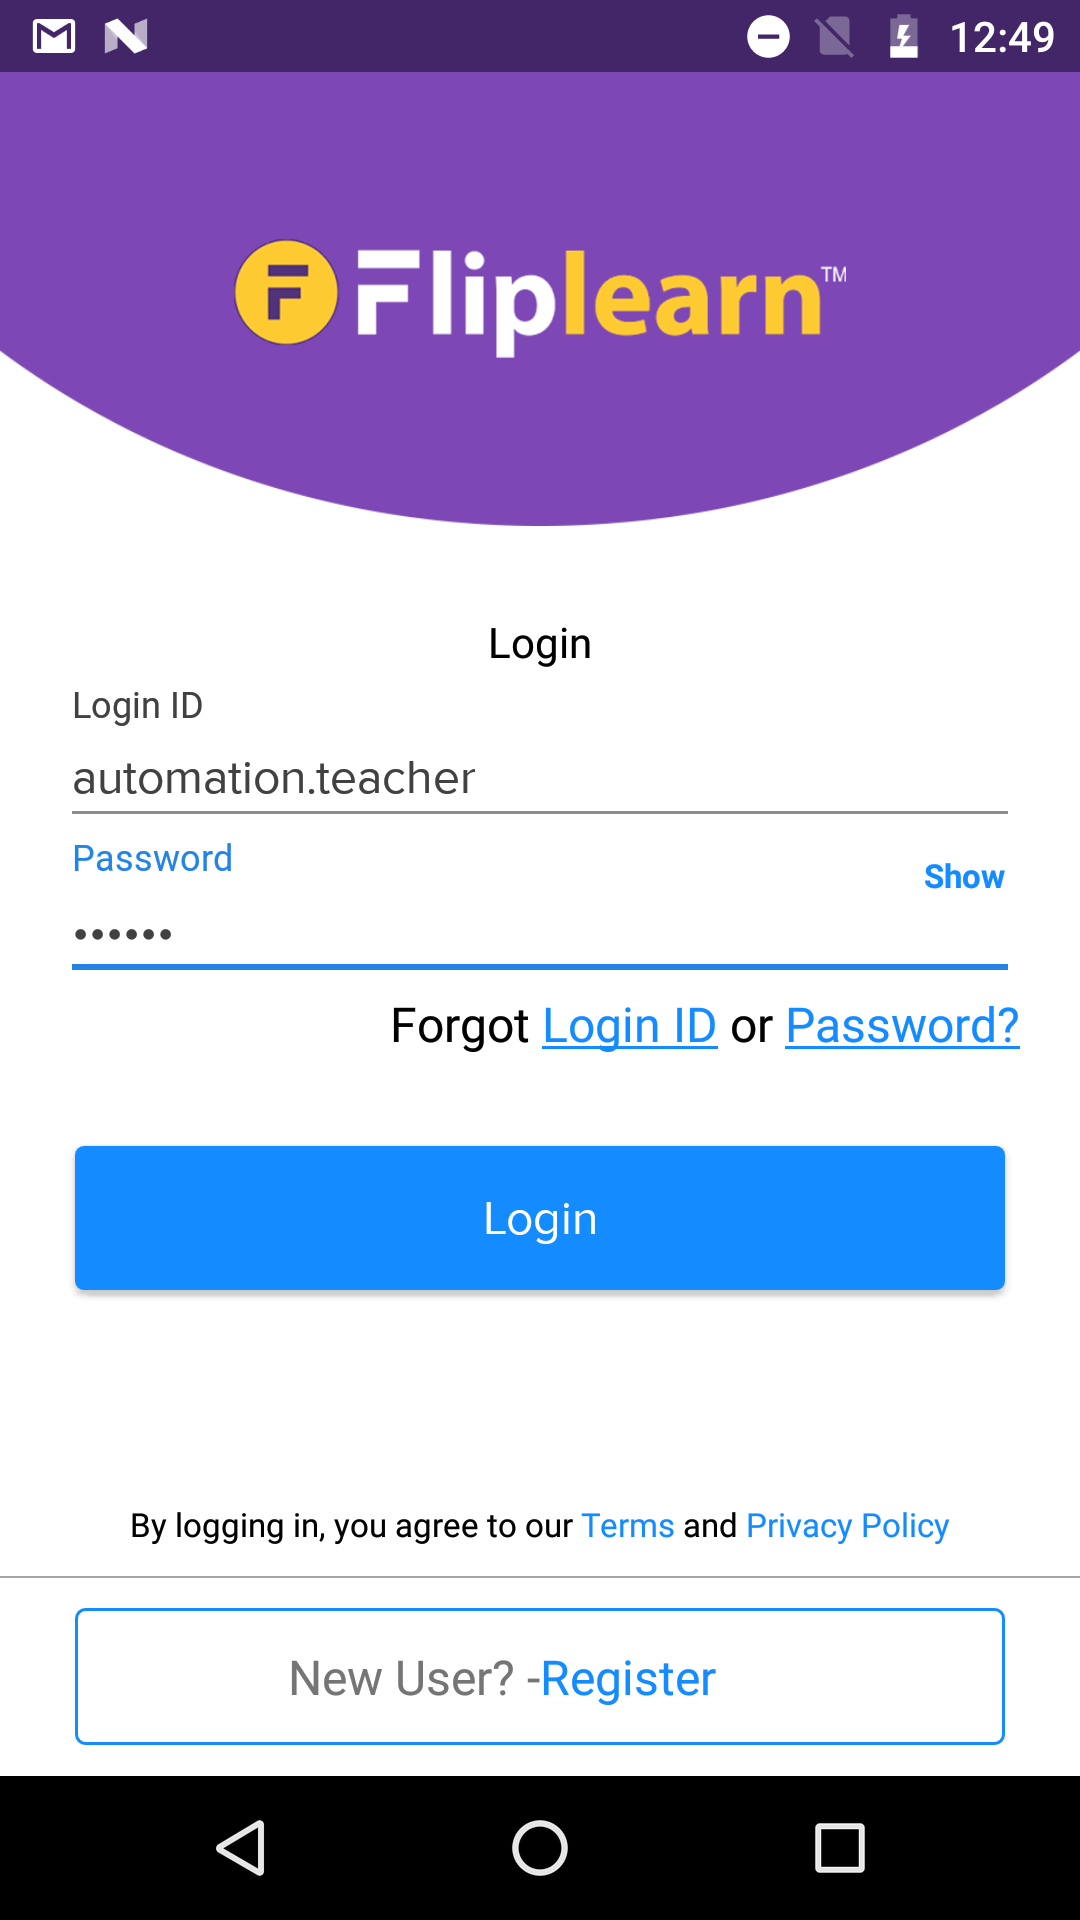 12:49
F Fliplearn™
Login
Login ID
automation.teacher
Password
Show
••••••
Forgot Login ID or Password?
Login
By logging in, you agree to our Terms and Privacy Policy
New User? -Register